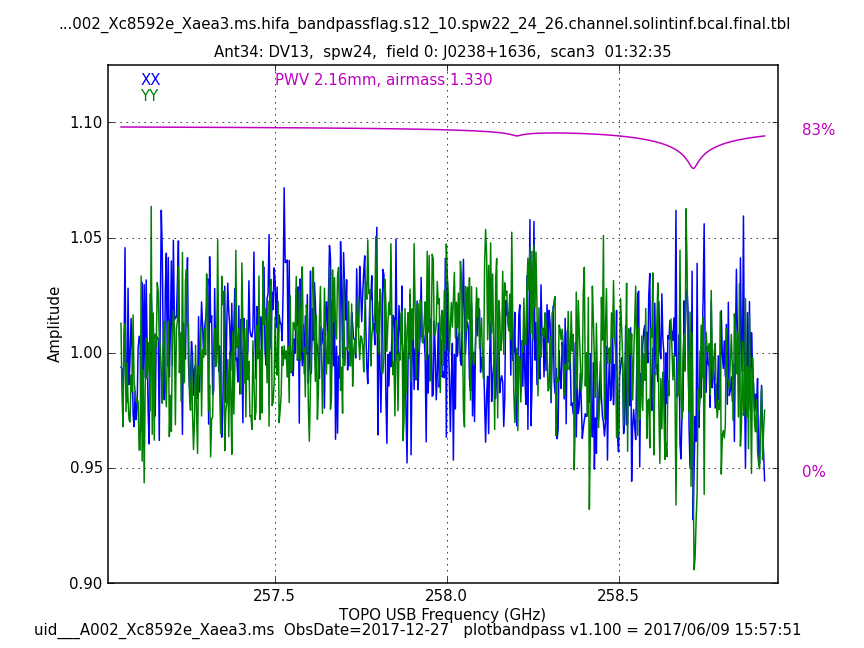 ...002_Xc8592e_Xaea3.ms.hifa_bandpassflag.s12_10.spw22_24_26.channel.solintinf.bcal.final.tbl
Ant34: DV13,  spw24,  field 0: J0238+1636,  scan3  01:32:35
XX
PWV 2.16mm, airmass 1.330
YY
1.10
83%
1.05
Amplitude
1.00
0.95
0%
0.90
257.5
258.0
258.5
TOPO USB Frequency (GHz)
uid___A002_Xc8592e_Xaea3.ms  ObsDate=2017-12-27   plotbandpass v1.100 = 2017/06/09 15:57:51